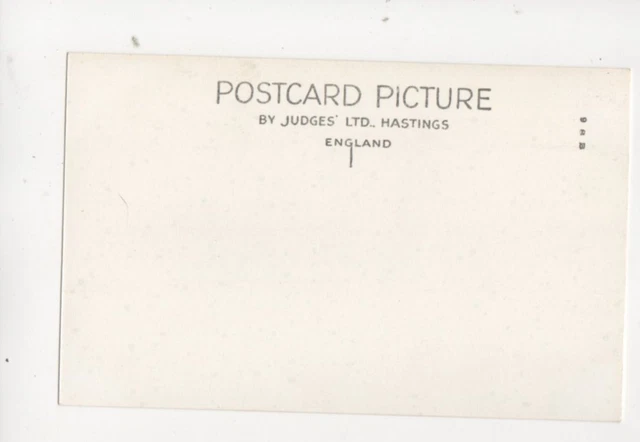 POSTCARD PICTURE
BY JUDGES' LTD., HASTINGS
ENGLAND